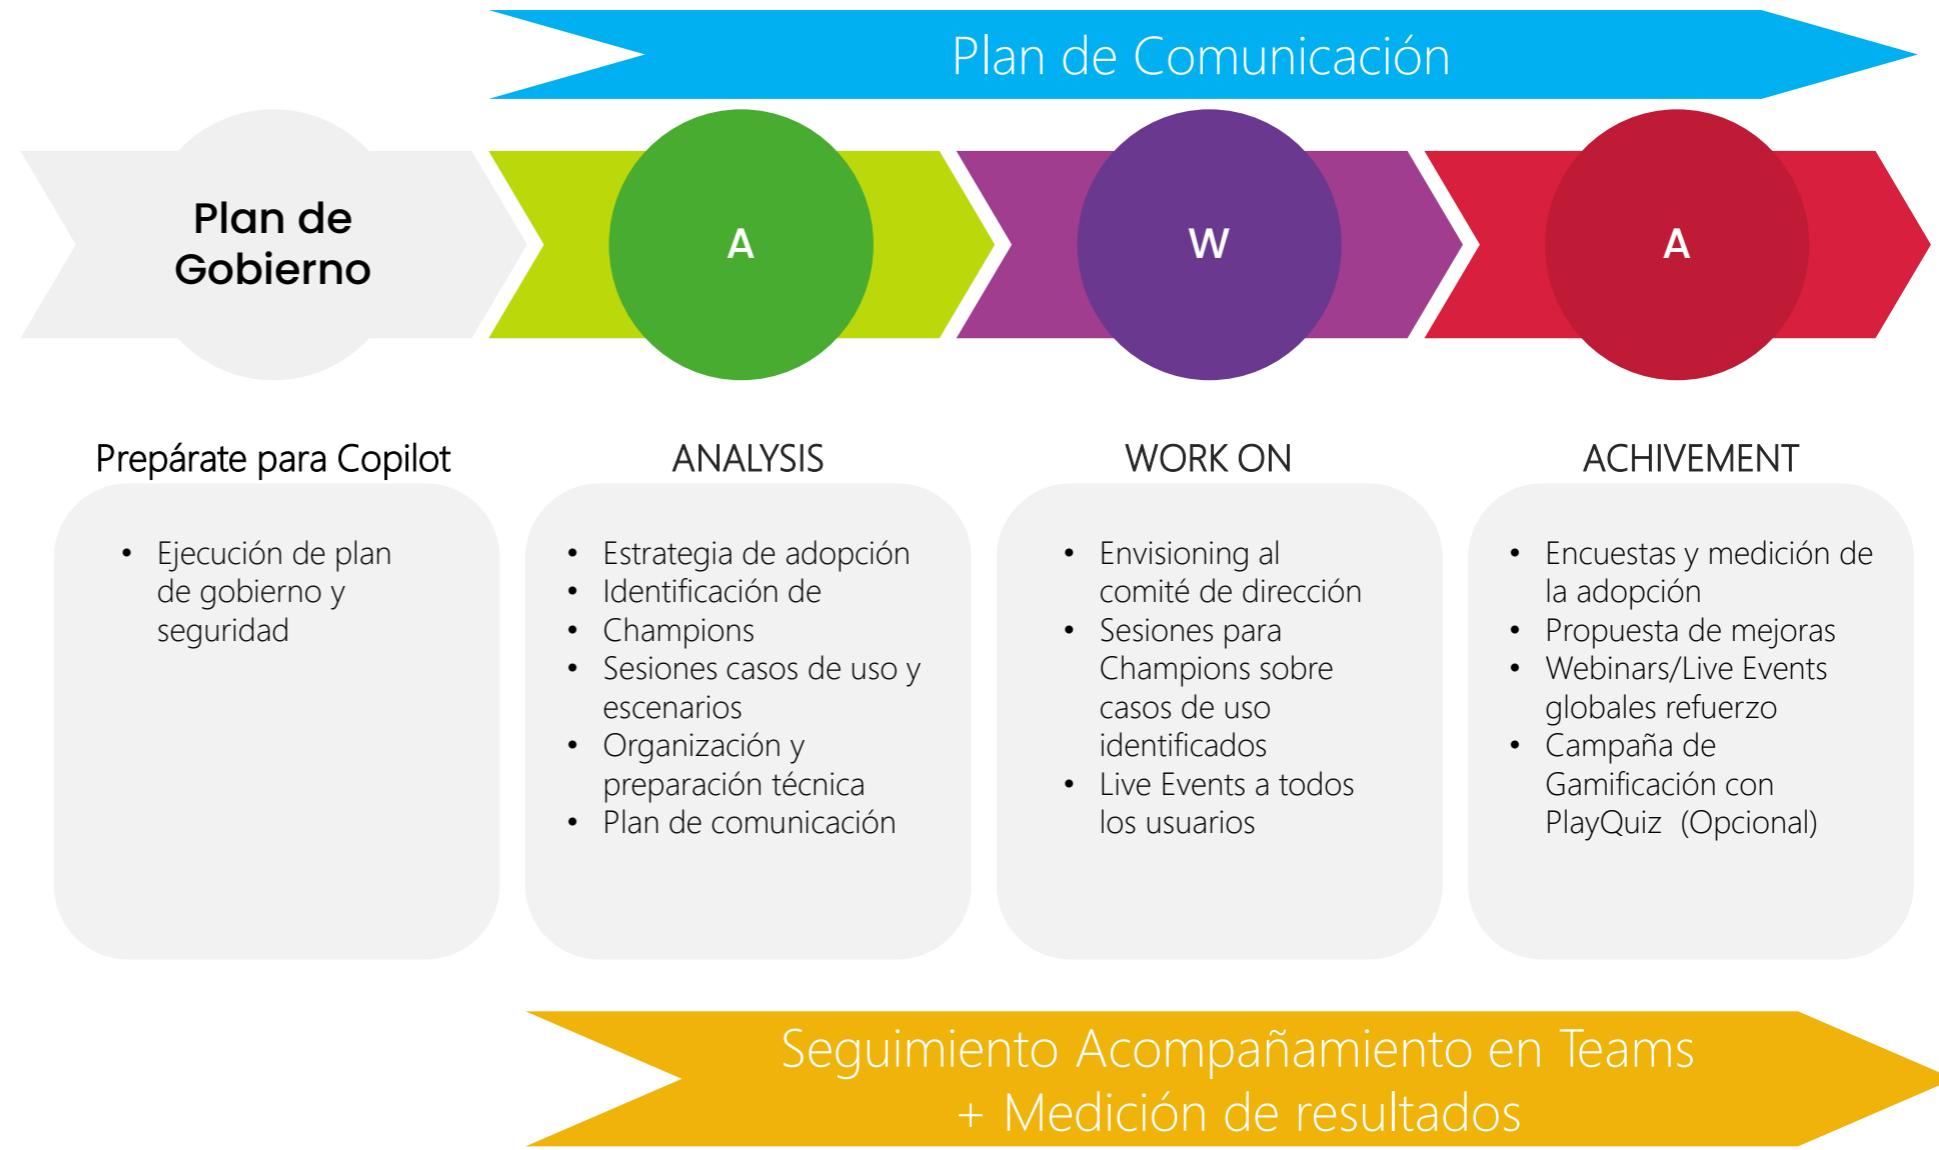 Plan de Comunicación
Plan de
Gobierno
A
W
A
Prepárate para Copilot
• Ejecución de plan
de gobierno y
seguridad
ANALYSIS
• Estrategia de adopción
• Identificación de
• Champions
• Sesiones casos de uso y
escenarios
• Organización y
preparación técnica
• Plan de comunicación
WORK ON
• Envisioning al
comité de dirección
• Sesiones para
Champions sobre
casos de uso
identificados
• Live Events a todos
los usuarios
ACHIVEMENT
• Encuestas y medición de
la adopción
• Propuesta de mejoras
• Webinars/Live Events
globales refuerzo
• Campaña de
Gamificación con
PlayQuiz (Opcional)
Seguimiento Acompañamiento en Teams
+ Medición de resultados